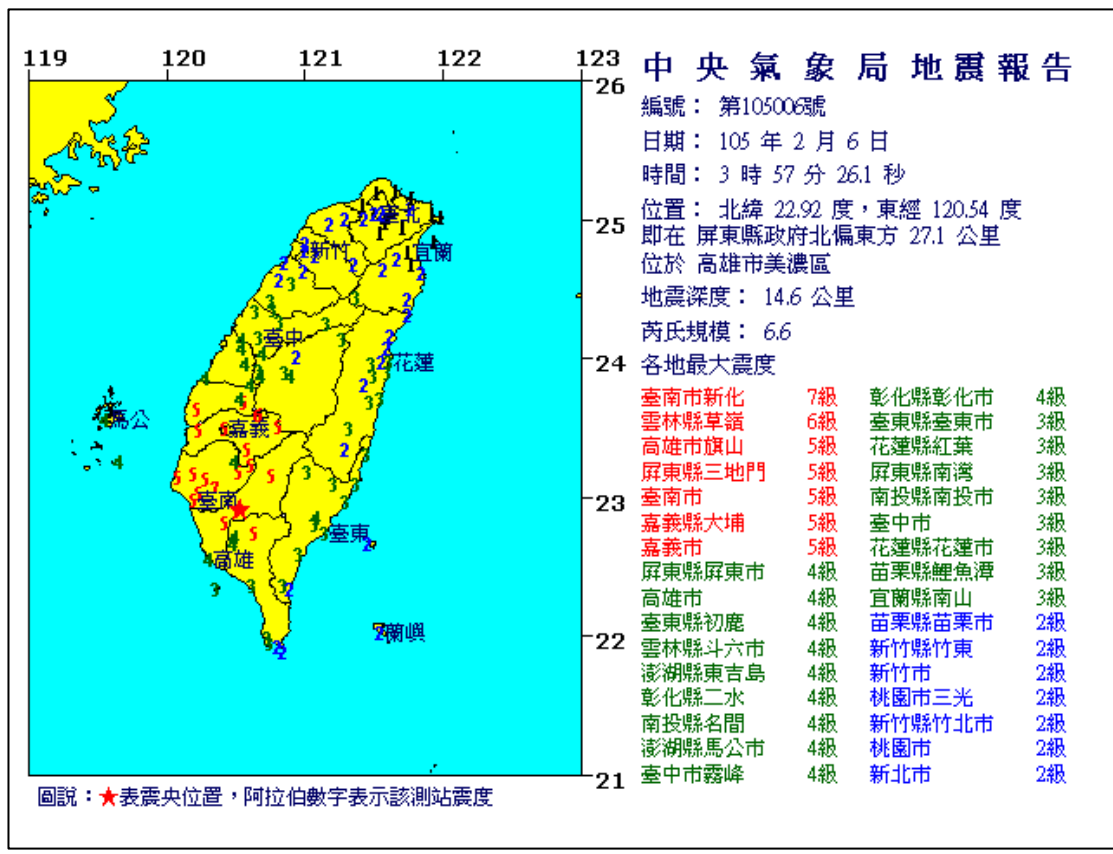 119 120 121 122 123
26
25
24
23
22
21
臺北
新竹
宜蘭
臺中
花蓮
馬公
嘉義
臺南
臺東
高雄
蘭嶼
圖說：★表震央位置，阿拉伯數字表示該測站震度
中央氣象局地震報告
編號： 第105006號
日期： 105 年 2 月 6 日
時間： 3 時 57 分 26.1 秒
位置： 北緯 22.92 度，東經 120.54 度
即在 屏東縣政府北偏東方 27.1 公里
位於 高雄市美濃區
地震深度： 14.6 公里
芮氏規模： 6.6
各地最大震度
臺南市新化 7級 彰化縣彰化市 4級
雲林縣草嶺 6級 臺東縣臺東市 3級
高雄市旗山 5級 花蓮縣紅葉 3級
屏東縣三地門 5級 屏東縣南灣 3級
臺南市 5級 南投縣南投市 3級
嘉義縣大埔 5級 臺中市 3級
嘉義市 5級 花蓮縣花蓮市 3級
屏東縣屏東市 4級 苗栗縣鯉魚潭 3級
高雄市 4級 宜蘭縣南山 3級
臺東縣初鹿 4級 苗栗縣苗栗市 2級
雲林縣斗六市 4級 新竹縣竹東 2級
澎湖縣東吉島 4級 新竹市 2級
彰化縣二水 4級 桃園市三光 2級
南投縣名間 4級 新竹縣竹北市 2級
澎湖縣馬公市 4級 桃園市 2級
臺中市霧峰 4級 新北市 2級